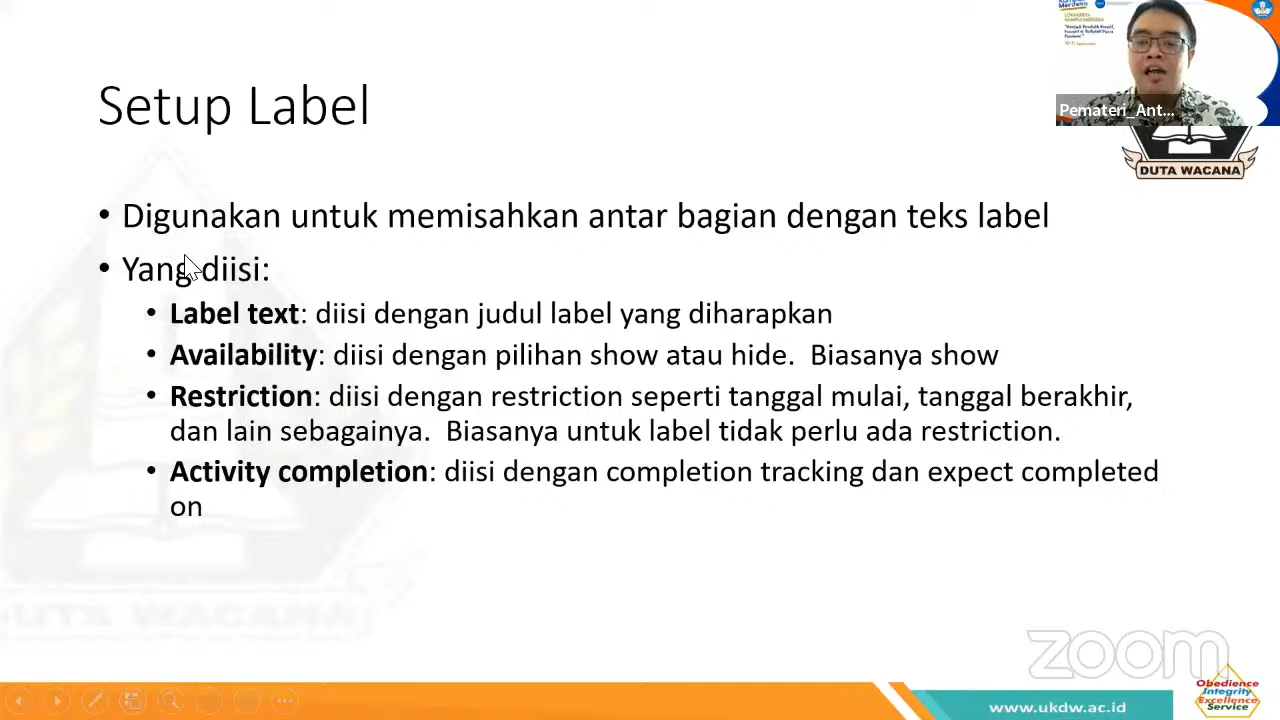 Setup Label
• Digunakan untuk memisahkan antar bagian dengan teks label
• Yang diisi:
• Label text: diisi dengan judul label yang diharapkan
• Availability: diisi dengan pilihan show atau hide. Biasanya show
• Restriction: diisi dengan restriction seperti tanggal mulai, tanggal berakhir,
dan lain sebagainya. Biasanya untuk label tidak perlu ada restriction.
• Activity completion: diisi dengan completion tracking dan expect completed
on
Pemateri_Ant...
DUTA WACANA
DUTA WACANA
zoom
www.ukdw.ac.id
Obedience
Integrity
Excellence
Service